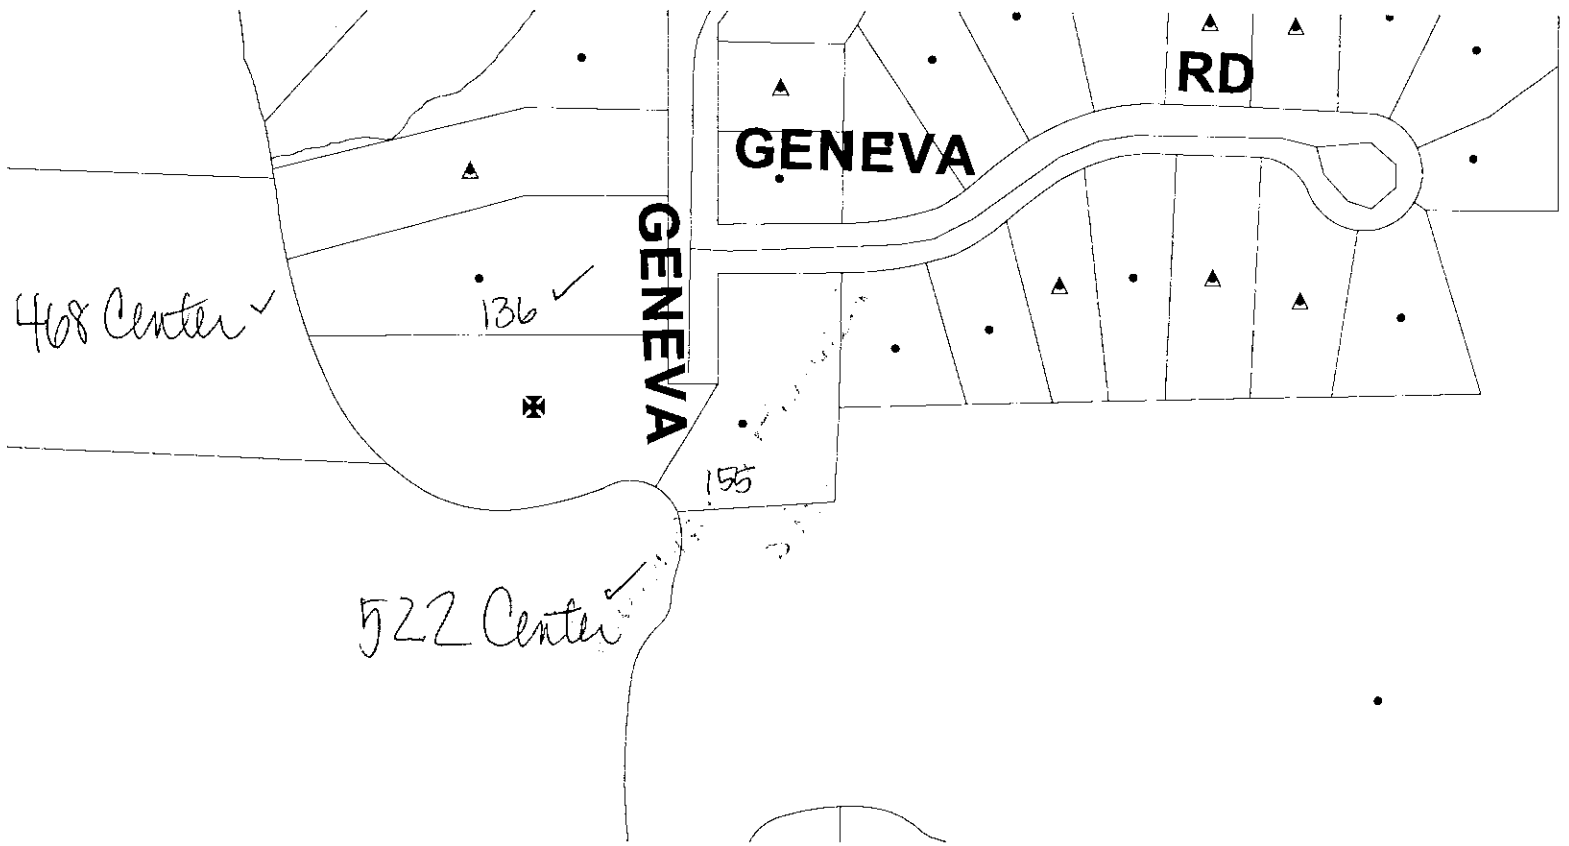 RD
GENEVA
GENEVA
468 Center ✓
136 ✓
155
522 Center ✓